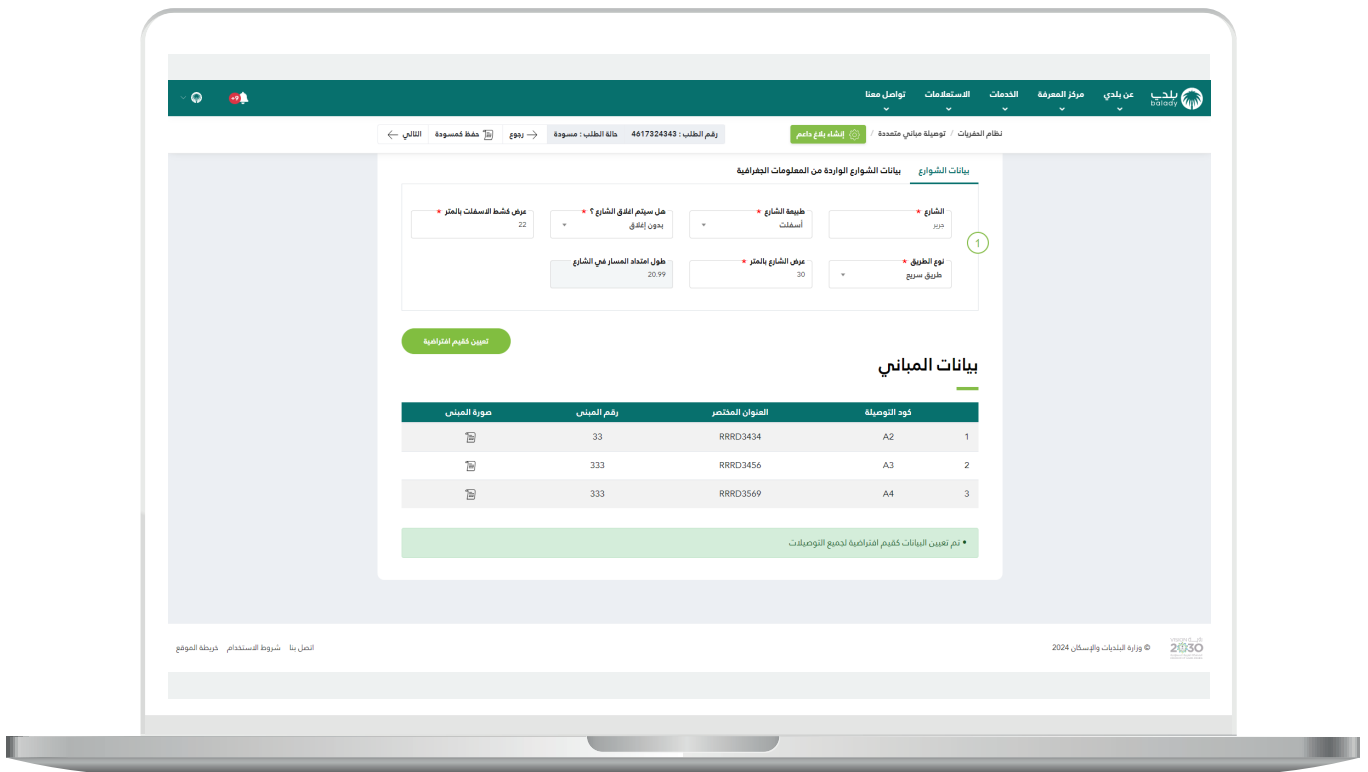 بلدي
balady
عن بلدي
مركز المعرفة
الخدمات
الاستعلامات
تواصل معنا
+9
نظام الحفريات / توصيلة مباني متعددة /
إنشاء بلاغ داعم
رقم الطلب : 4617324343
حالة الطلب : مسودة
رجوع
حفظ كمسودة
التالي
بيانات الشوارع
بيانات الشوارع الواردة من المعلومات الجغرافية
1
الشارع *
جرير
طبيعة الشارع *
أسفلت
هل سيتم اغلاق الشارع ؟ *
بدون إغلاق
عرض كشط الاسفلت بالمتر *
22
نوع الطريق *
طريق سريع
عرض الشارع بالمتر *
30
طول امتداد المسار في الشارع
20.99
تعيين كقيم افتراضية
بيانات المباني
كود التوصيلة العنوان المختصر رقم المبنى صورة المبنى
1 A2 RRRD3434 33
2 A3 RRRD3456 333
3 A4 RRRD3569 333
• تم تعيين البيانات كقيم افتراضية لجميع التوصيلات
2030
© وزارة البلديات والإسكان 2024
اتصل بنا شروط الاستخدام خريطة الموقع